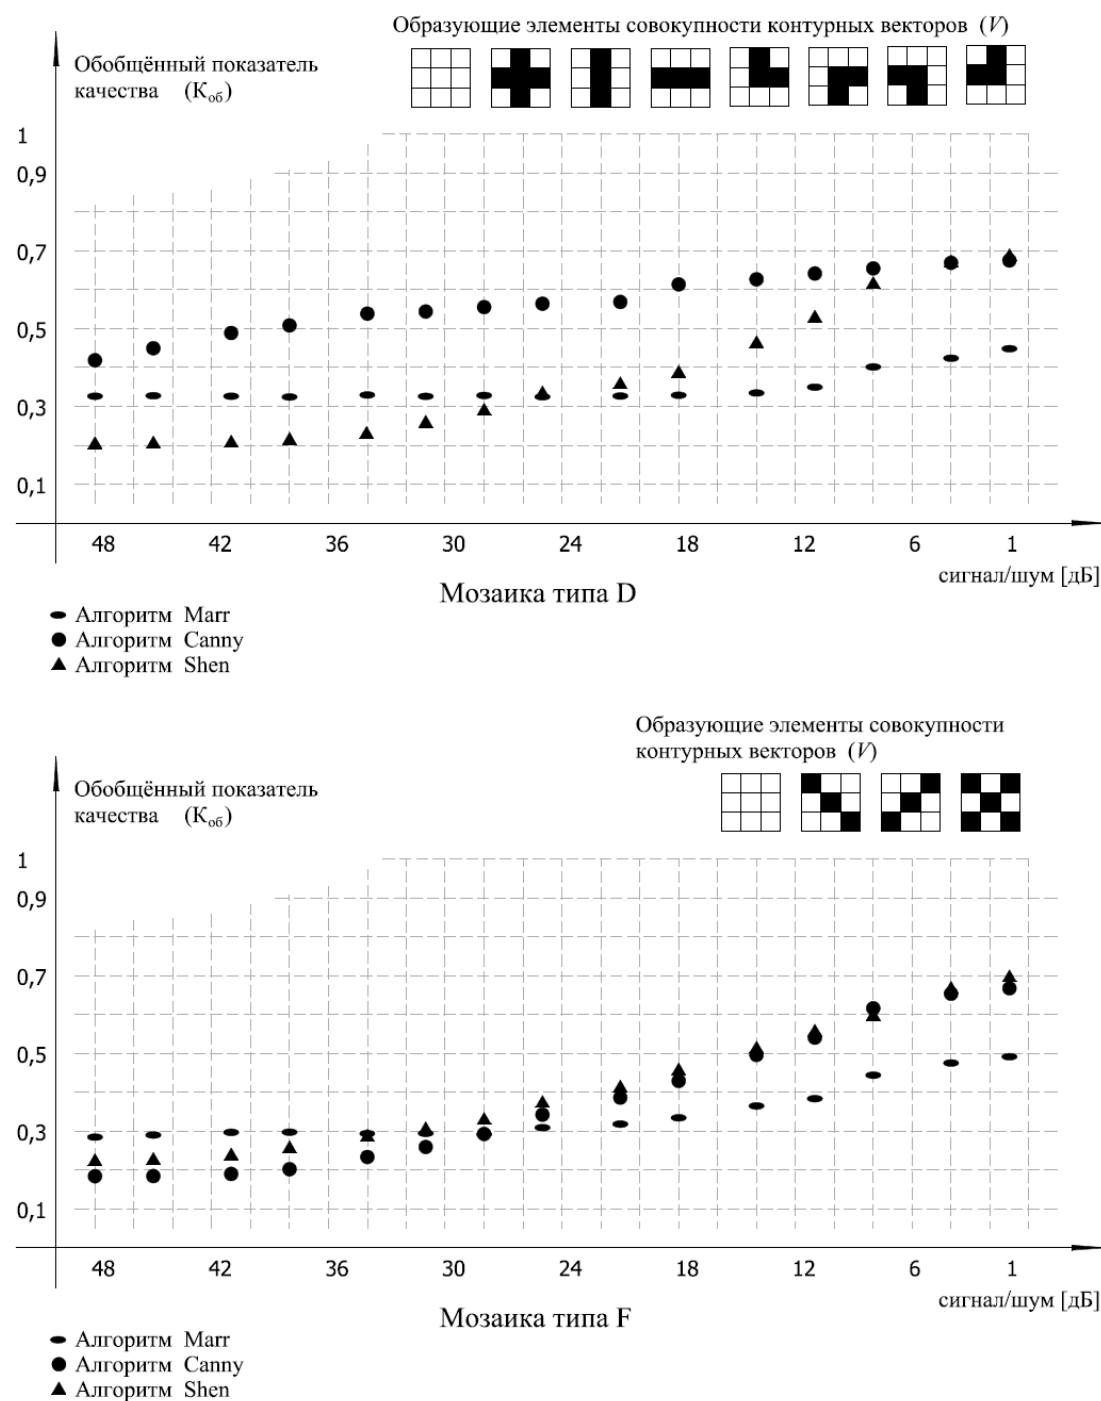 Образующие элементы совокупности контурных векторов (V)
Обобщённый показатель
качества (Kоб)
1
0,9
0,7
0,5
0,3
0,1
48 42 36 30 24 18 12 6 1
сигнал/шум [дБ]
Мозаика типа D
Алгоритм Marr
Алгоритм Canny
Алгоритм Shen
Образующие элементы совокупности
контурных векторов (V)
Обобщённый показатель
качества (Kоб)
1
0,9
0,7
0,5
0,3
0,1
48 42 36 30 24 18 12 6 1
сигнал/шум [дБ]
Мозаика типа F
Алгоритм Marr
Алгоритм Canny
Алгоритм Shen